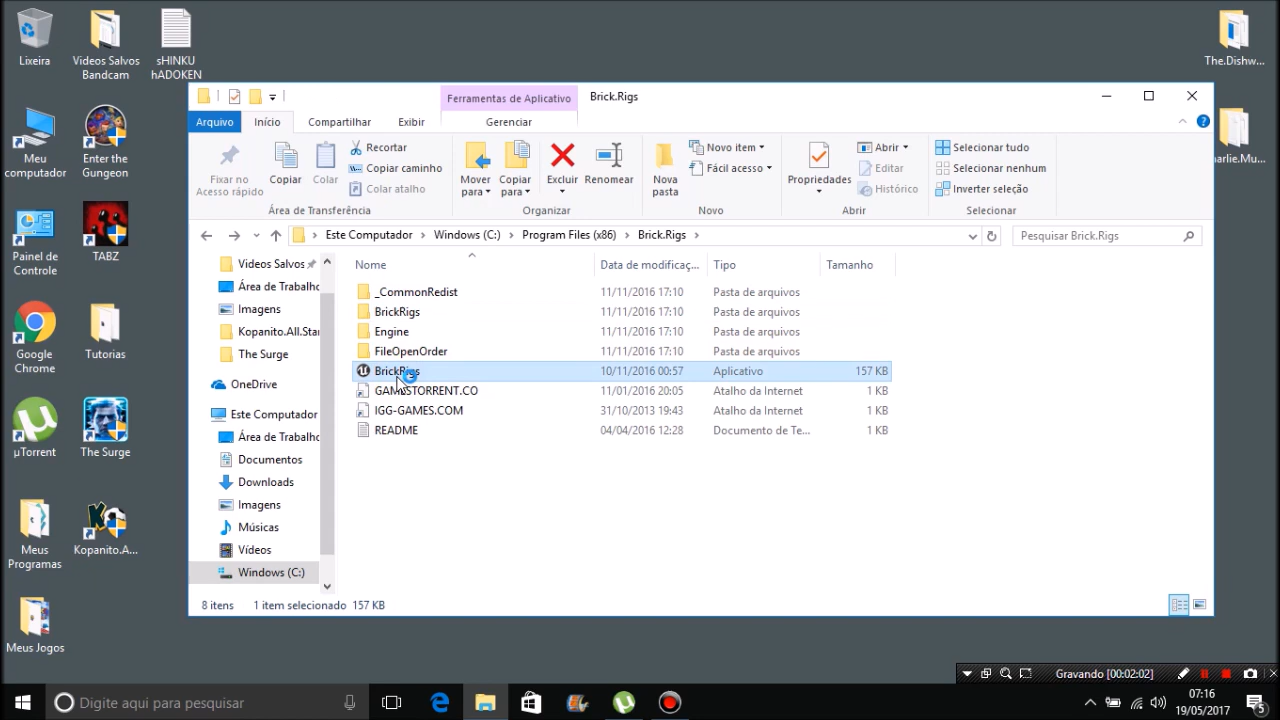 Lixeira
Videos Salvos
Bandcam
sHINKU
hADOKEN
The.Dishw...
Meu
computador
Enter the
Gungeon
arlie.Mu...
Painel de
Controle
TABZ
Google
Chrome
Tutorias
µTorrent
The Surge
Meus
Programas
Kopanito.A...
Meus Jogos
Ferramentas de Aplicativo
Brick.Rigs
Arquivo
Início
Compartilhar
Exibir
Gerenciar
Fixar no
Acesso rápido
Copiar
Colar
Recortar
Copiar caminho
Colar atalho
Área de Transferência
Mover
para
Copiar
para
Excluir
Renomear
Organizar
Nova
pasta
Novo item
Fácil acesso
Novo
Propriedades
Abrir
Editar
Histórico
Abrir
Selecionar tudo
Selecionar nenhum
Inverter seleção
Selecionar
Este Computador > Windows (C:) > Program Files (x86) > Brick.Rigs >
Pesquisar Brick.Rigs
Videos Salvos
Área de Trabalho
Imagens
Kopanito.All.Star
The Surge
OneDrive
Este Computador
Área de Trabalho
Documentos
Downloads
Imagens
Músicas
Vídeos
Windows (C:)
Nome Data de modificaç... Tipo Tamanho
_CommonRedist 11/11/2016 17:10 Pasta de arquivos
BrickRigs 11/11/2016 17:10 Pasta de arquivos
Engine 11/11/2016 17:10 Pasta de arquivos
FileOpenOrder 11/11/2016 17:10 Pasta de arquivos
BrickRigs 10/11/2016 00:57 Aplicativo 157 KB
GAMESTORRENT.CO 11/01/2016 20:05 Atalho da Internet 1 KB
IGG-GAMES.COM 31/10/2013 19:43 Atalho da Internet 1 KB
README 04/04/2016 12:28 Documento de Te... 1 KB
8 itens 1 item selecionado 157 KB
Gravando [00:02:02]
Digite aqui para pesquisar
07:16
19/05/2017
5